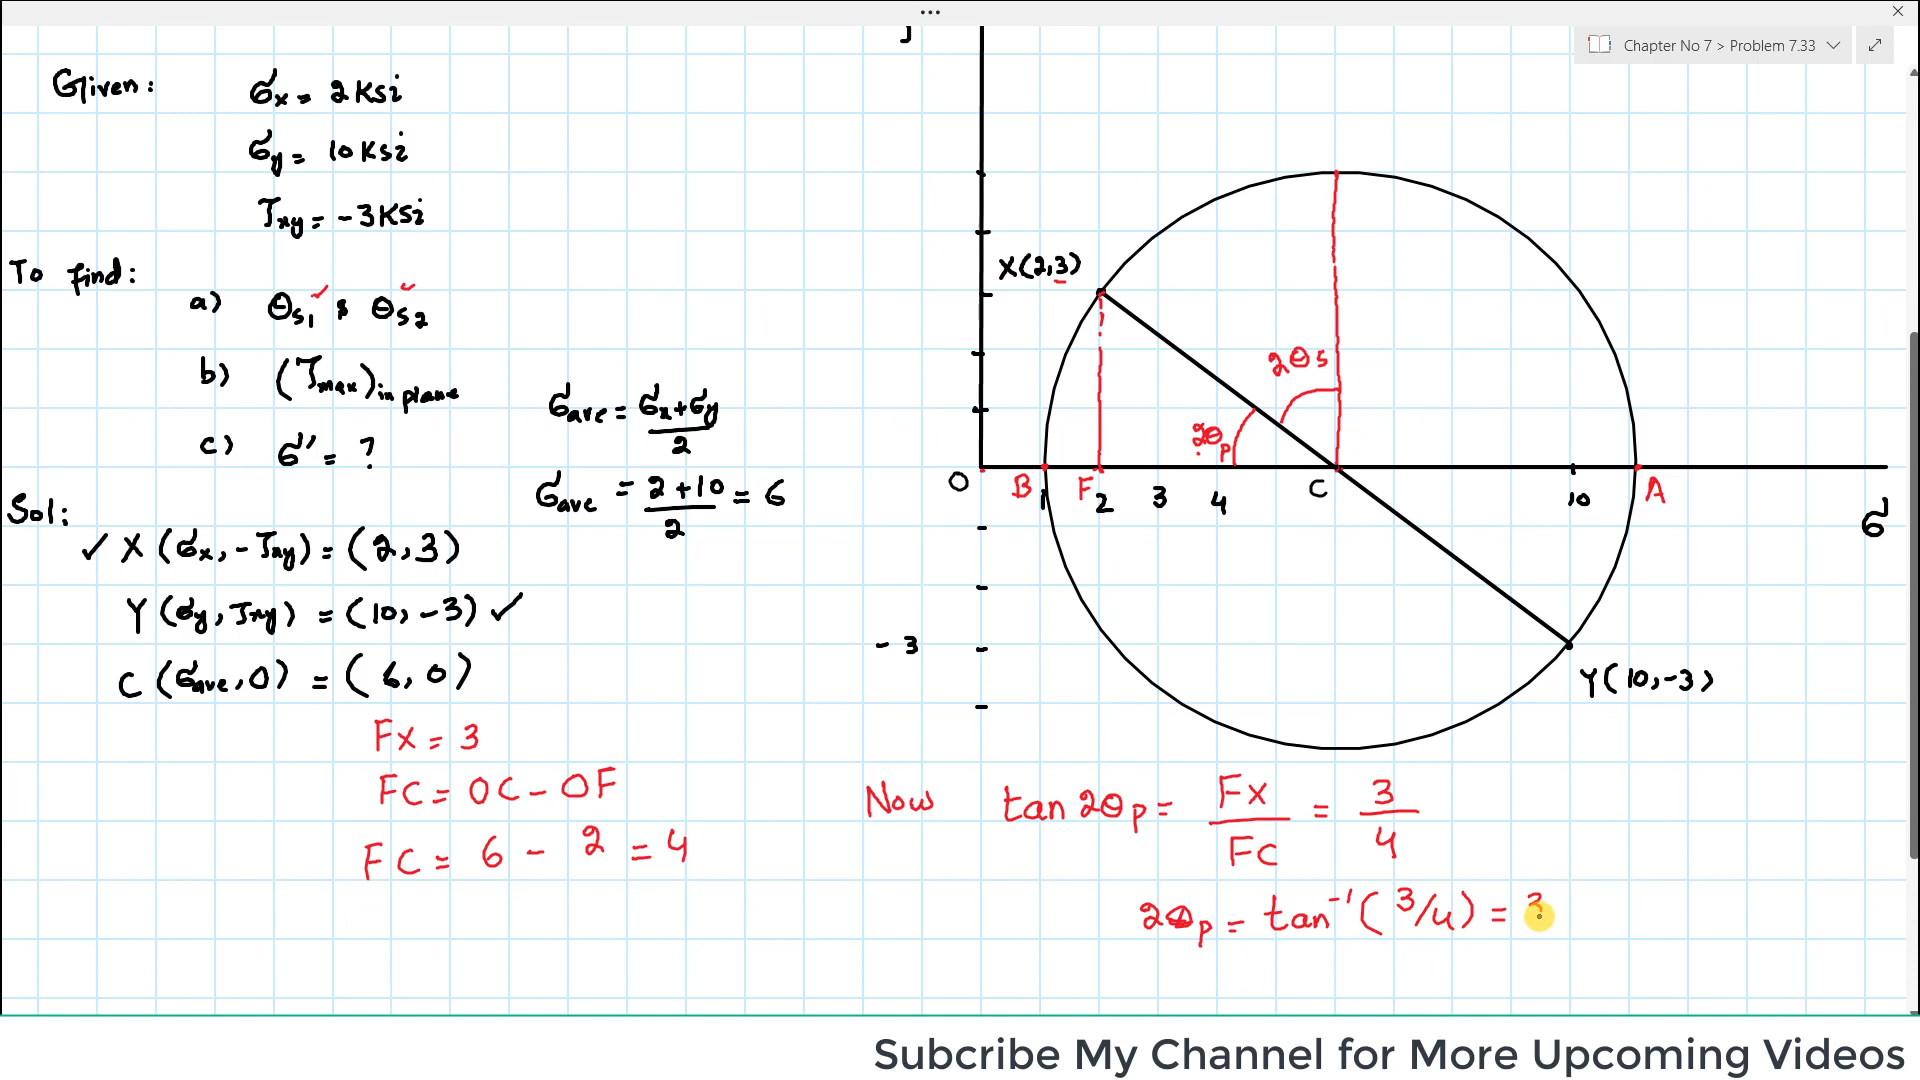 Chapter No 7 > Problem 7.33
Given: σx = 2 Ksi
σy = 10 Ksi
τxy = -3 Ksi
To find:
a) θs1 & θs2
b) (τmax) in plane
c) σ' = ?
σave = σx+σy / 2
σave = 2+10 / 2 = 6
Sol:
X (σx, -τxy) = (2, 3)
Y (σy, τxy) = (10, -3)
C (σave, 0) = (6, 0)
FX = 3
FC = OC - OF
FC = 6 - 2 = 4
X(2,3)
2θs
2θp
O B 1 F 2 3 4 C 10 A
σ
-3
Y(10,-3)
Now tan 2θp = FX / FC = 3 / 4
2θp = tan⁻¹(3/4) = 3
Subcribe My Channel for More Upcoming Videos